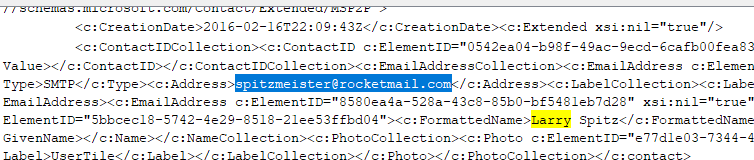 //schemas.microsoft.com/Contact/Extended/MSPZP">
<c:CreationDate>2016-02-16T22:09:43Z</c:CreationDate><c:Extended xsi:nil="true"/>
<c:ContactIDCollection><c:ContactID c:ElementID="0542ea04-b98f-49ac-9ecd-6cafb00fea83
Value></c:ContactID></c:ContactIDCollection><c:EmailAddressCollection><c:EmailAddress c:Elemen
Type>SMTP</c:Type><c:Address>spitzmeister@rocketmail.com</c:Address><c:LabelCollection><c:Labe
EmailAddress><c:EmailAddress c:ElementID="8580ea4a-528a-43c8-85b0-bf5481eb7d28" xsi:nil="true"
ElementID="5bbcec18-5742-4e29-8518-21ee53ffbd04"><c:FormattedName>Larry Spitz</c:FormattedName
GivenName></c:Name></c:NameCollection><c:PhotoCollection><c:Photo c:ElementID="e77d1e03-7344-4
Label>UserTile</c:Label></c:LabelCollection></c:Photo></c:PhotoCollection></c:contact>